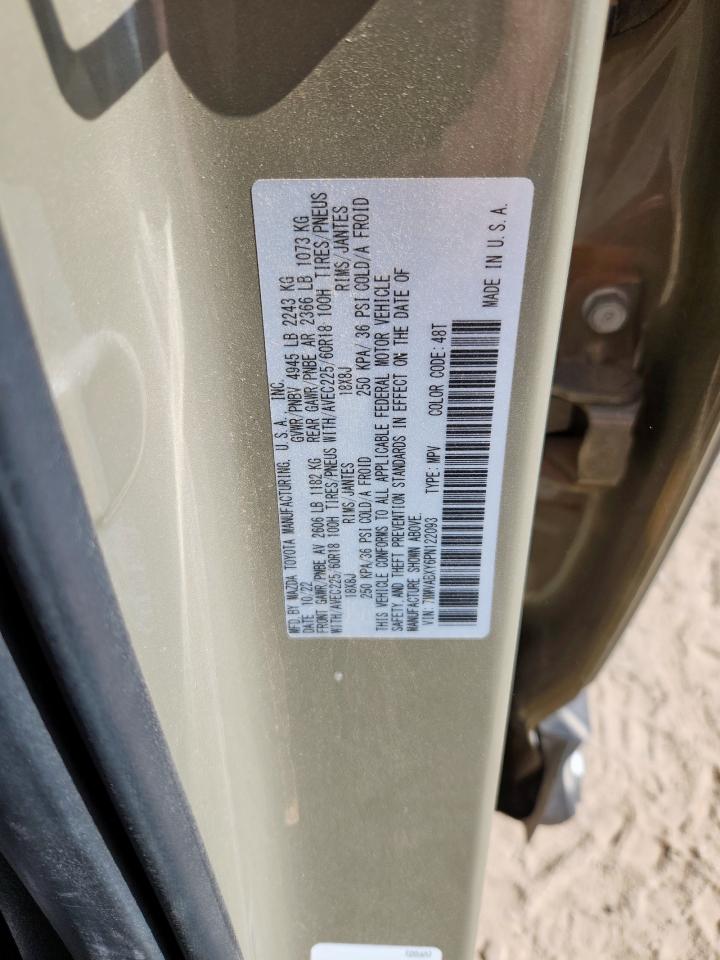 MFD. BY MAZDA TOYOTA MANUFACTURING, U.S.A., INC.
DATE 10/22 GVWR/PNBV 4945 LB 2243 KG
FRONT GAWR/PNBE AV 2606 LB 1182 KG REAR GAWR/PNBE AR 2366 LB 1073 KG
WITH/AVEC225/60R18 100H TIRES/PNEUS WITH/AVEC225/60R18 100H TIRES/PNEUS
18X8J RIMS/JANTES 18X8J RIMS/JANTES
250 KPA/36 PSI COLD/A FROID 250 KPA/ 36 PSI COLD/A FROID
THIS VEHICLE CONFORMS TO ALL APPLICABLE FEDERAL MOTOR VEHICLE
SAFETY, AND THEFT PREVENTION STANDARDS IN EFFECT ON THE DATE OF
MANUFACTURE SHOWN ABOVE.
VIN: 7MMVABXY6PN122093 TYPE: MPV COLOR CODE: 48T
MADE IN U.S.A.